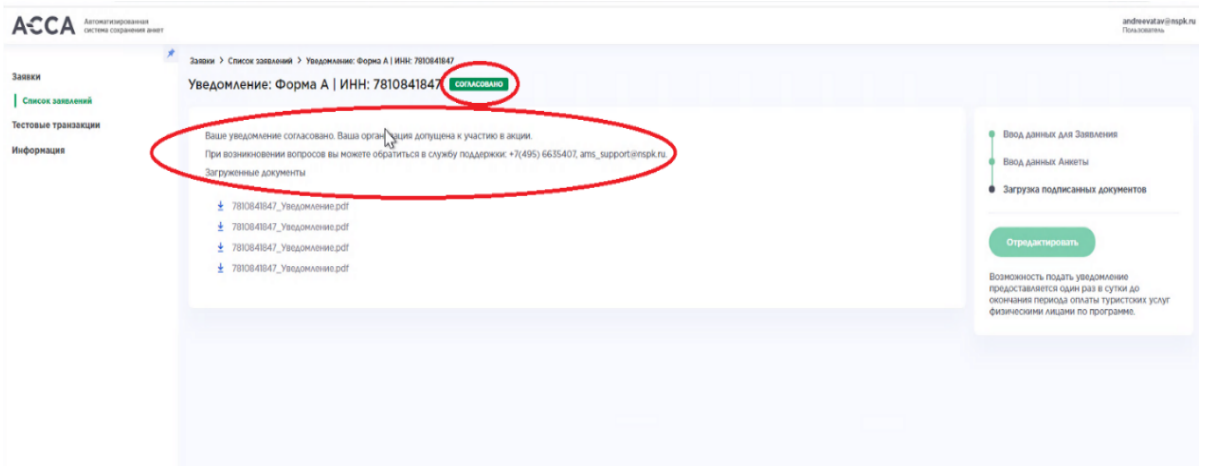 АССА
Автоматизированная
система сохранения анкет
andreevatav@nspk.ru
Пользователь
Заявки > Список заявлений > Уведомление: Форма А | ИНН: 7810841847
Заявки
Уведомление: Форма А | ИНН: 7810841847 СОГЛАСОВАНО
Список заявлений
Тестовые транзакции
Информация
Ваше уведомление согласовано. Ваша организация допущена к участию в акции.
При возникновении вопросов вы можете обратиться в службу поддержки: +7(495) 6635407, ams_support@nspk.ru.
Загруженные документы
7810841847_Уведомление.pdf
7810841847_Уведомление.pdf
7810841847_Уведомление.pdf
7810841847_Уведомление.pdf
Ввод данных для Заявления
Ввод данных Анкеты
Загрузка подписанных документов
Отредактировать
Возможность подать уведомление
предоставляется один раз в сутки до
окончания периода оплаты туристских услуг
физическими лицами по программе.